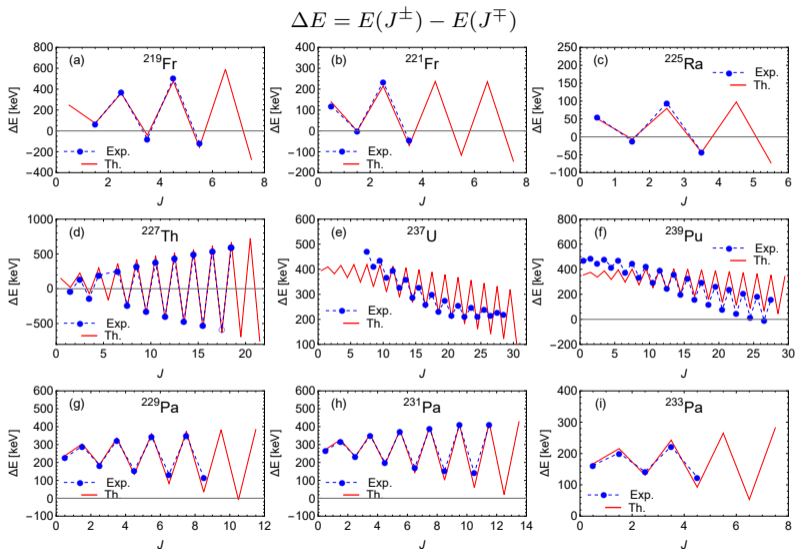 ΔE = E(J±) − E(J∓)
(a) 219Fr
ΔE [keV]
800
600
400
200
0
−200
−400
Exp.
Th.
0 2 4 6 8
J
(b) 221Fr
ΔE [keV]
400
300
200
100
0
−100
−200
Exp.
Th.
0 2 4 6 8
J
(c) 225Ra
ΔE [keV]
250
200
150
100
50
0
−50
−100
Exp.
Th.
0 1 2 3 4 5 6 7
J
(d) 227Th
ΔE [keV]
1000
500
0
−500
Exp.
Th.
0 5 10 15 20
J
(e) 237U
ΔE [keV]
600
500
400
300
200
100
Exp.
Th.
0 5 10 15 20 25 30
J
(f) 239Pu
ΔE [keV]
800
600
400
200
0
−200
Exp.
Th.
0 5 10 15 20 25 30
J
(g) 229Pa
ΔE [keV]
600
500
400
300
200
100
0
−100
Exp.
Th.
0 2 4 6 8 10 12
J
(h) 231Pa
ΔE [keV]
600
500
400
300
200
100
0
−100
Exp.
Th.
0 2 4 6 8 10 12 14
J
(i) 233Pa
ΔE [keV]
400
300
200
100
0
Exp.
Th.
0 2 4 6 8
J